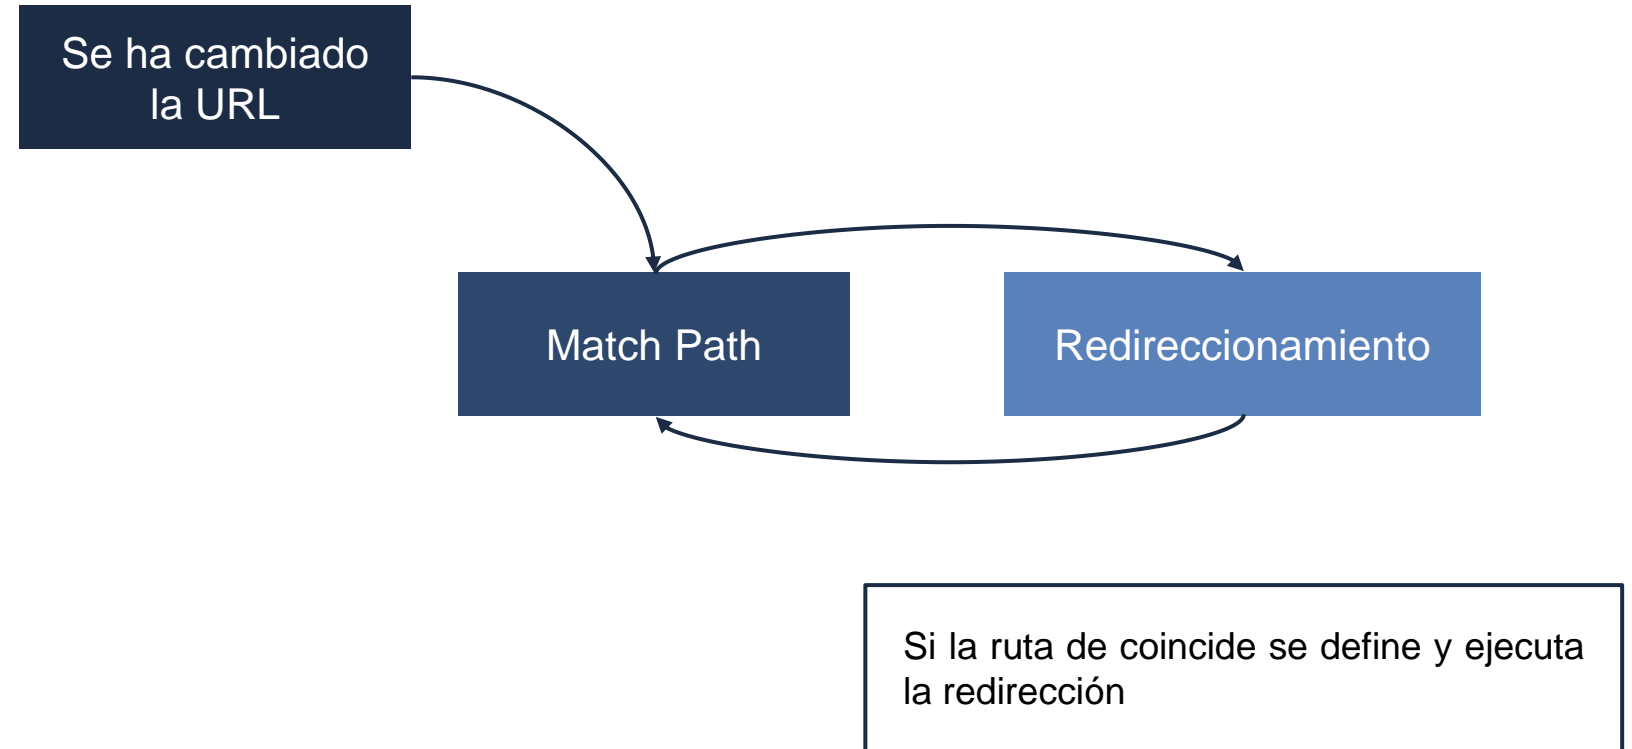 Se ha cambiado
la URL
Match Path
Redireccionamiento
Si la ruta de coincide se define y ejecuta
la redirección